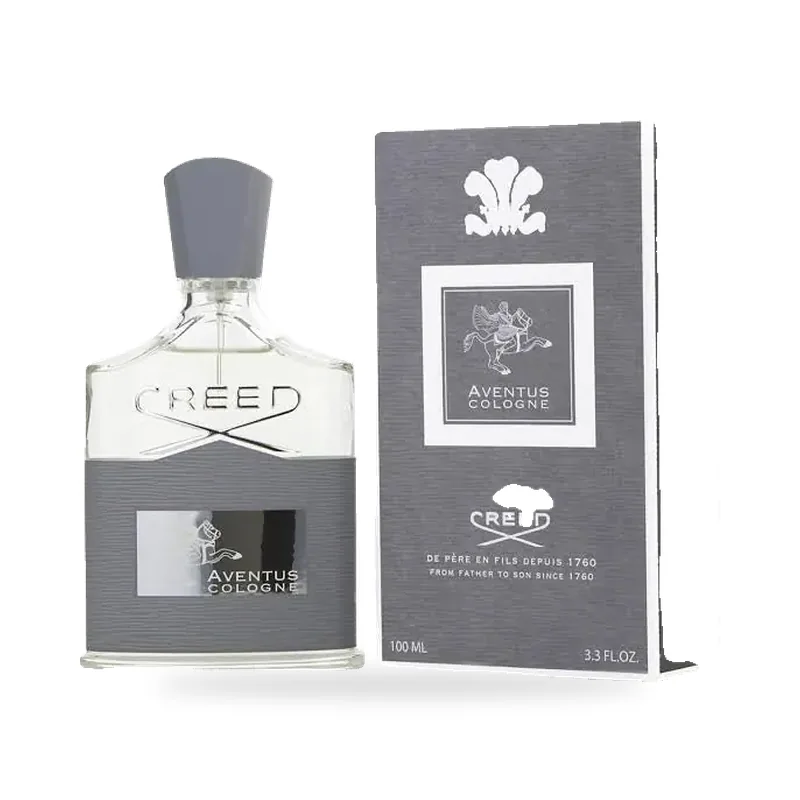 CREED
AVENTUS
COLOGNE
AVENTUS
COLOGNE
CREED
DE PÈRE EN FILS DEPUIS 1760
FROM FATHER TO SON SINCE 1760
100 ML
3.3 FL.OZ.